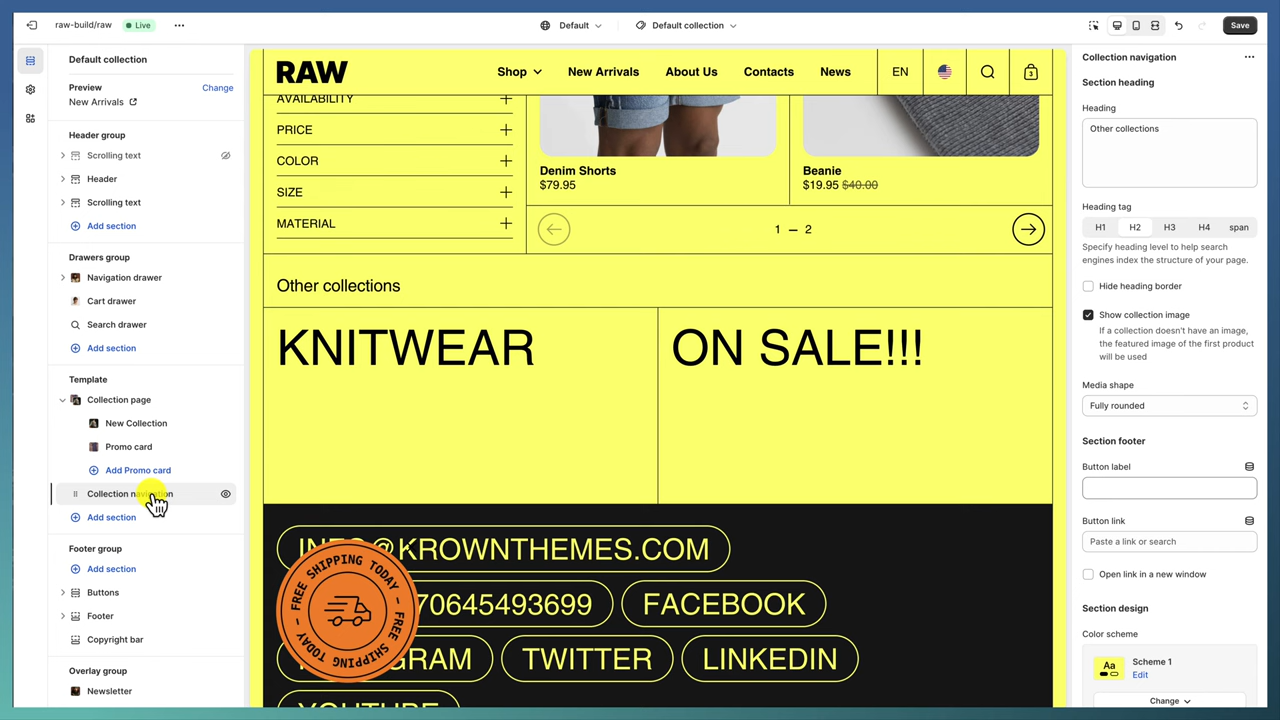 raw-build/raw
Live
Default
Default collection
Save
Default collection
Preview
New Arrivals
Change
Header group
Scrolling text
Header
Scrolling text
Add section
Drawers group
Navigation drawer
Cart drawer
Search drawer
Add section
Template
Collection page
New Collection
Promo card
Add Promo card
Collection navigation
Add section
Footer group
Add section
Buttons
Footer
Copyright bar
Overlay group
Newsletter
RAW
Shop
New Arrivals
About Us
Contacts
News
EN
3
AVAILABILITY
PRICE
COLOR
SIZE
MATERIAL
Denim Shorts
$79.95
Beanie
$19.95 $40.00
1 — 2
Other collections
KNITWEAR
ON SALE!!!
INFO@KROWNTHEMES.COM
70645493699
FACEBOOK
TWITTER
LINKEDIN
YOUTUBE
FREE SHIPPING TODAY - FREE SHIPPING TODAY -
Collection navigation
Section heading
Heading
Other collections
Heading tag
H1 H2 H3 H4 span
Specify heading level to help search
engines index the structure of your page.
Hide heading border
Show collection image
If a collection doesn't have an image,
the featured image of the first product
will be used
Media shape
Fully rounded
Section footer
Button label
Button link
Paste a link or search
Open link in a new window
Section design
Color scheme
Aa
Scheme 1
Edit
Change